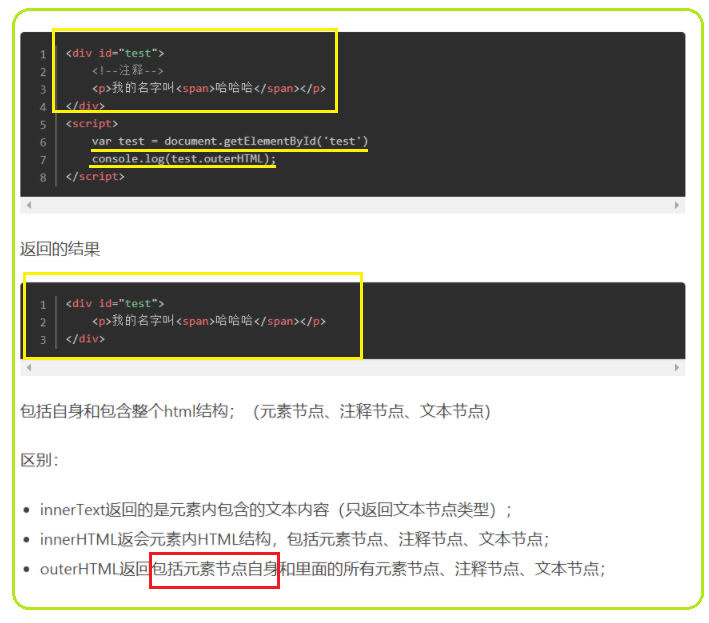 1 <div id="test">
2 <!--注释-->
3 <p>我的名字叫<span>哈哈哈</span></p>
4 </div>
5 <script>
6 var test = document.getElementById('test')
7 console.log(test.outerHTML);
8 </script>
返回的结果
1 <div id="test">
2 <p>我的名字叫<span>哈哈哈</span></p>
3 </div>
包括自身和包含整个html结构；（元素节点、注释节点、文本节点）
区别：
• innerText返回的是元素内包含的文本内容（只返回文本节点类型）；
• innerHTML返会元素内HTML结构，包括元素节点、注释节点、文本节点；
• outerHTML返回包括元素节点自身和里面的所有元素节点、注释节点、文本节点；